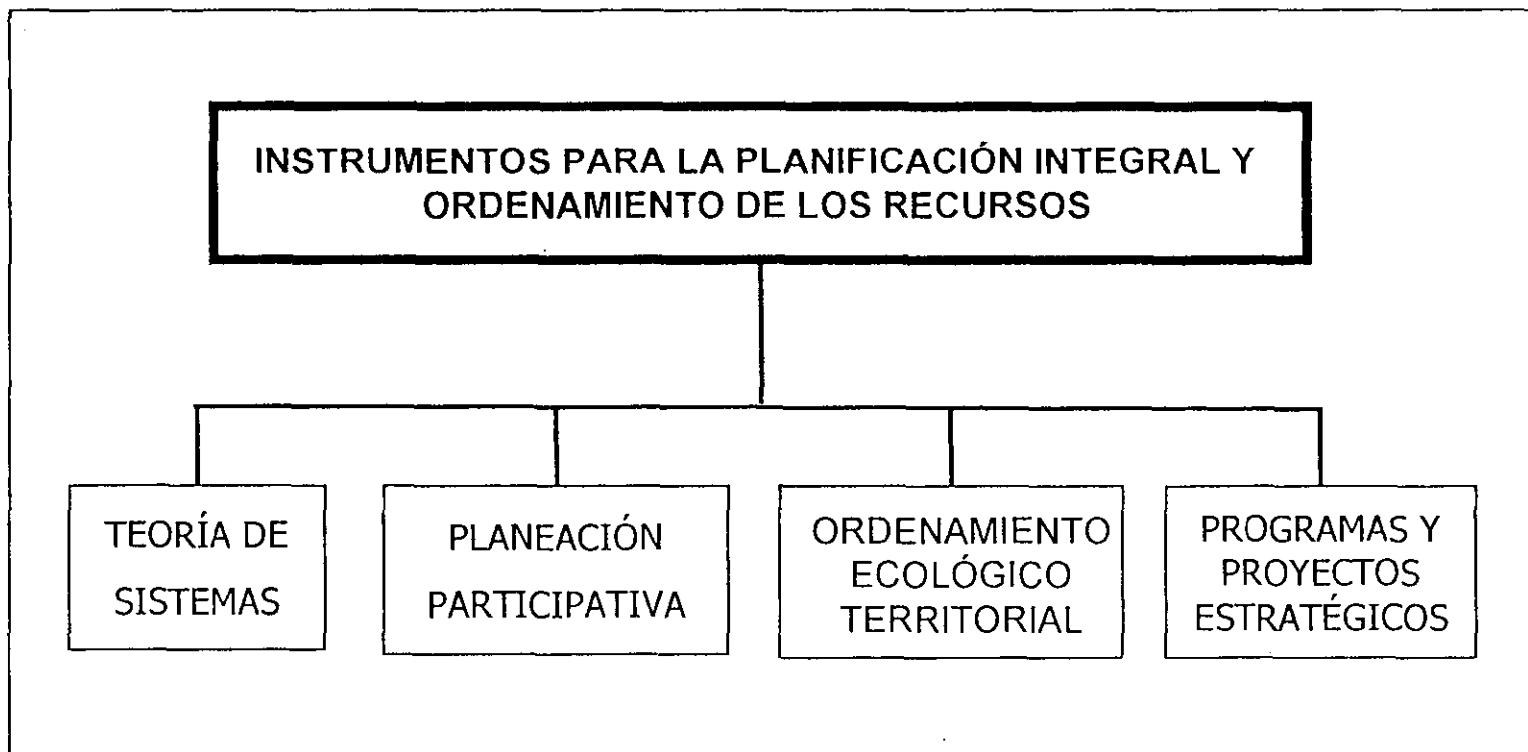 INSTRUMENTOS PARA LA PLANIFICACIÓN INTEGRAL Y
ORDENAMIENTO DE LOS RECURSOS
TEORÍA DE
SISTEMAS
PLANEACIÓN
PARTICIPATIVA
ORDENAMIENTO
ECOLÓGICO
TERRITORIAL
PROGRAMAS Y
PROYECTOS
ESTRATÉGICOS